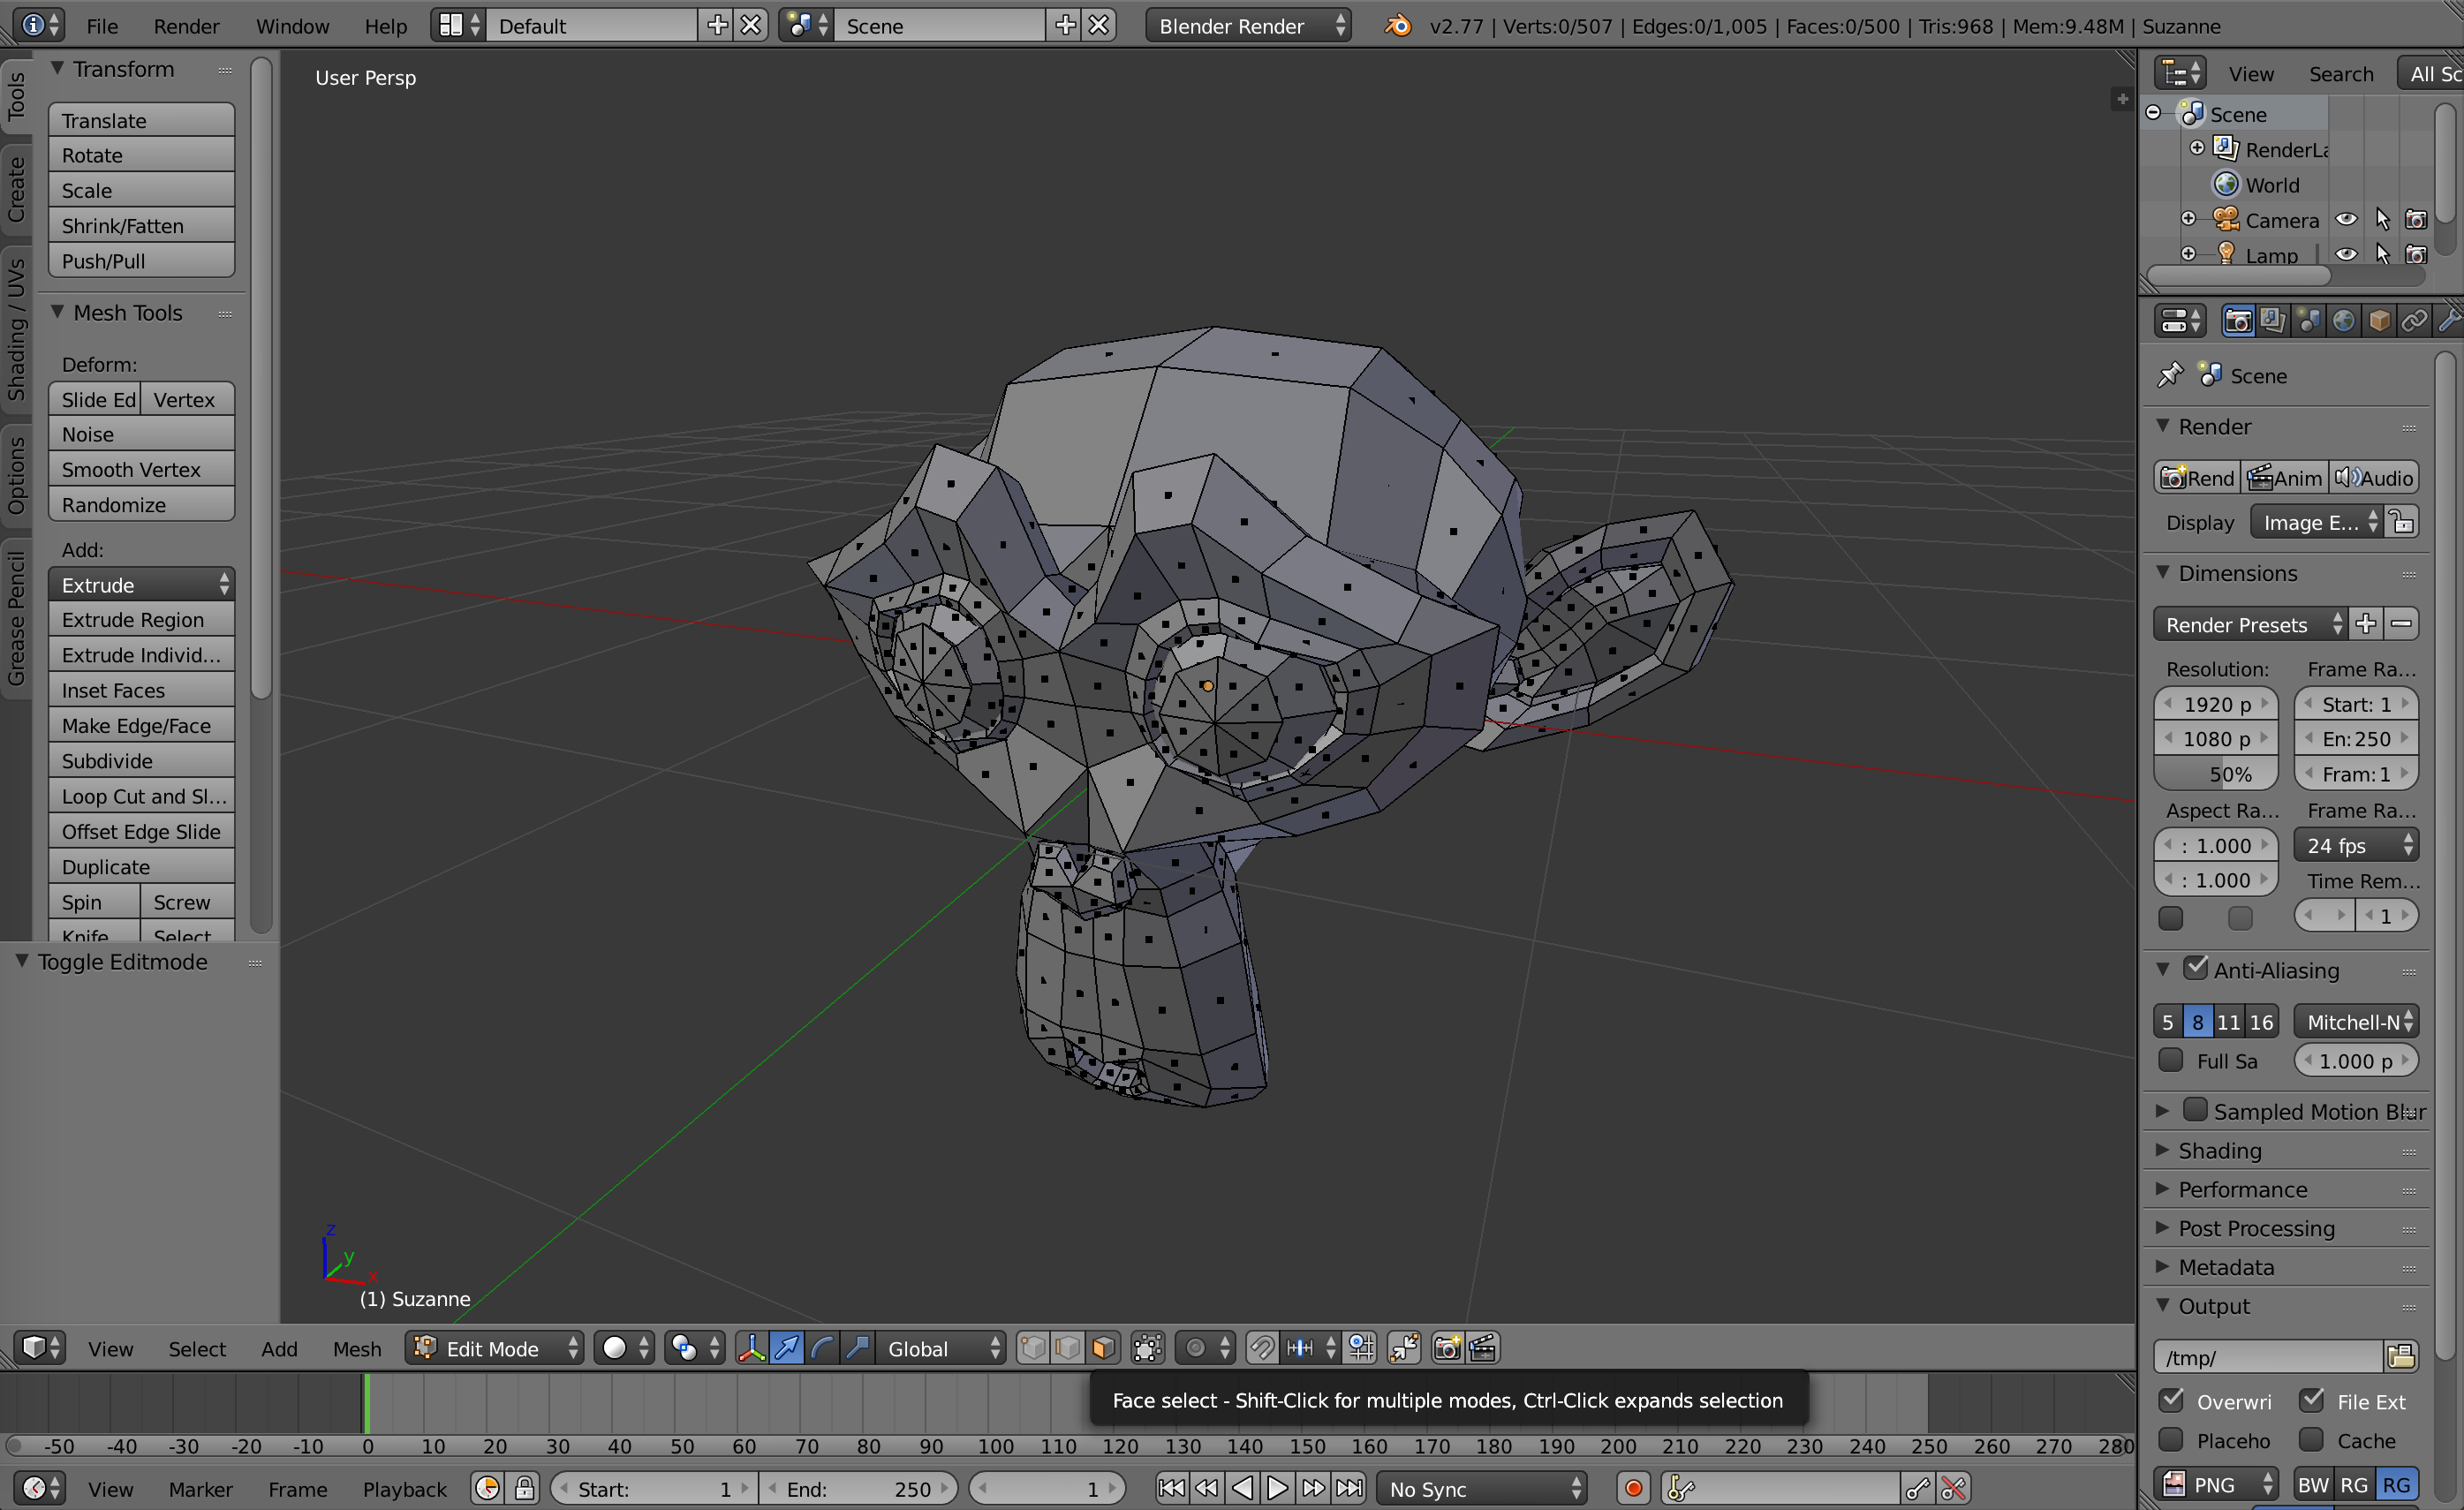 File Render Window Help Default Scene Blender Render v2.77 | Verts:0/507 | Edges:0/1,005 | Faces:0/500 | Tris:968 | Mem:9.48M | Suzanne
Tools
Create
Shading / UVs
Options
Grease Pencil
Transform
Translate
Rotate
Scale
Shrink/Fatten
Push/Pull
Mesh Tools
Deform:
Slide Ed Vertex
Noise
Smooth Vertex
Randomize
Add:
Extrude
Extrude Region
Extrude Individ...
Inset Faces
Make Edge/Face
Subdivide
Loop Cut and Sl...
Offset Edge Slide
Duplicate
Spin Screw
Knife Select
Toggle Editmode
User Persp
z
y
x
(1) Suzanne
View Search All Sc
Scene
RenderLa
World
Camera
Lamp
Scene
Render
Rend Anim Audio
Display Image E...
Dimensions
Render Presets
Resolution: Frame Ra...
1920 p Start: 1
1080 p En: 250
50% Fram: 1
Aspect Ra... Frame Ra...
: 1.000 24 fps
: 1.000 Time Rem...
1
Anti-Aliasing
5 8 11 16 Mitchell-N
Full Sa 1.000 p
Sampled Motion Blur
Shading
Performance
Post Processing
Metadata
Output
/tmp/
Overwri File Ext
Placeho Cache
PNG BW RG RG
View Select Add Mesh Edit Mode Global
Face select - Shift-Click for multiple modes, Ctrl-Click expands selection
-50 -40 -30 -20 -10 0 10 20 30 40 50 60 70 80 90 100 110 120 130 140 150 160 170 180 190 200 210 220 230 240 250 260 270 280
View Marker Frame Playback Start: 1 End: 250 1 No Sync